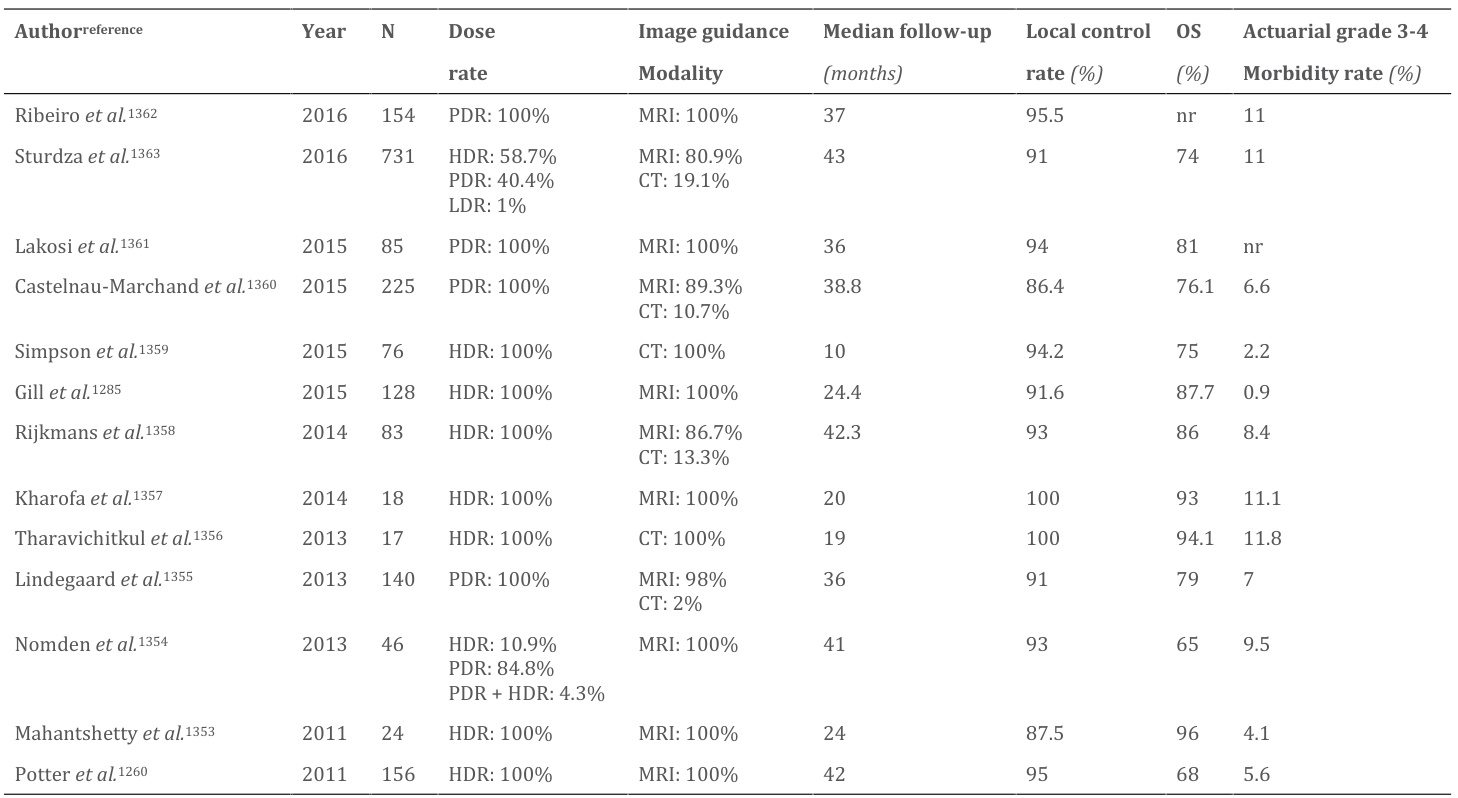 Authorreference Year N Dose Image guidance Median follow-up Local control OS Actuarial grade 3-4
rate Modality (months) rate (%) (%) Morbidity rate (%)
Ribeiro et al.1362 2016 154 PDR: 100% MRI: 100% 37 95.5 nr 11
Sturdza et al.1363 2016 731 HDR: 58.7% MRI: 80.9% 43 91 74 11
PDR: 40.4% CT: 19.1%
LDR: 1%
Lakosi et al.1361 2015 85 PDR: 100% MRI: 100% 36 94 81 nr
Castelnau-Marchand et al.1360 2015 225 PDR: 100% MRI: 89.3% 38.8 86.4 76.1 6.6
CT: 10.7%
Simpson et al.1359 2015 76 HDR: 100% CT: 100% 10 94.2 75 2.2
Gill et al.1285 2015 128 HDR: 100% MRI: 100% 24.4 91.6 87.7 0.9
Rijkmans et al.1358 2014 83 HDR: 100% MRI: 86.7% 42.3 93 86 8.4
CT: 13.3%
Kharofa et al.1357 2014 18 HDR: 100% MRI: 100% 20 100 93 11.1
Tharavichitkul et al.1356 2013 17 HDR: 100% CT: 100% 19 100 94.1 11.8
Lindegaard et al.1355 2013 140 PDR: 100% MRI: 98% 36 91 79 7
CT: 2%
Nomden et al.1354 2013 46 HDR: 10.9% MRI: 100% 41 93 65 9.5
PDR: 84.8%
PDR + HDR: 4.3%
Mahantshetty et al.1353 2011 24 HDR: 100% MRI: 100% 24 87.5 96 4.1
Potter et al.1260 2011 156 HDR: 100% MRI: 100% 42 95 68 5.6